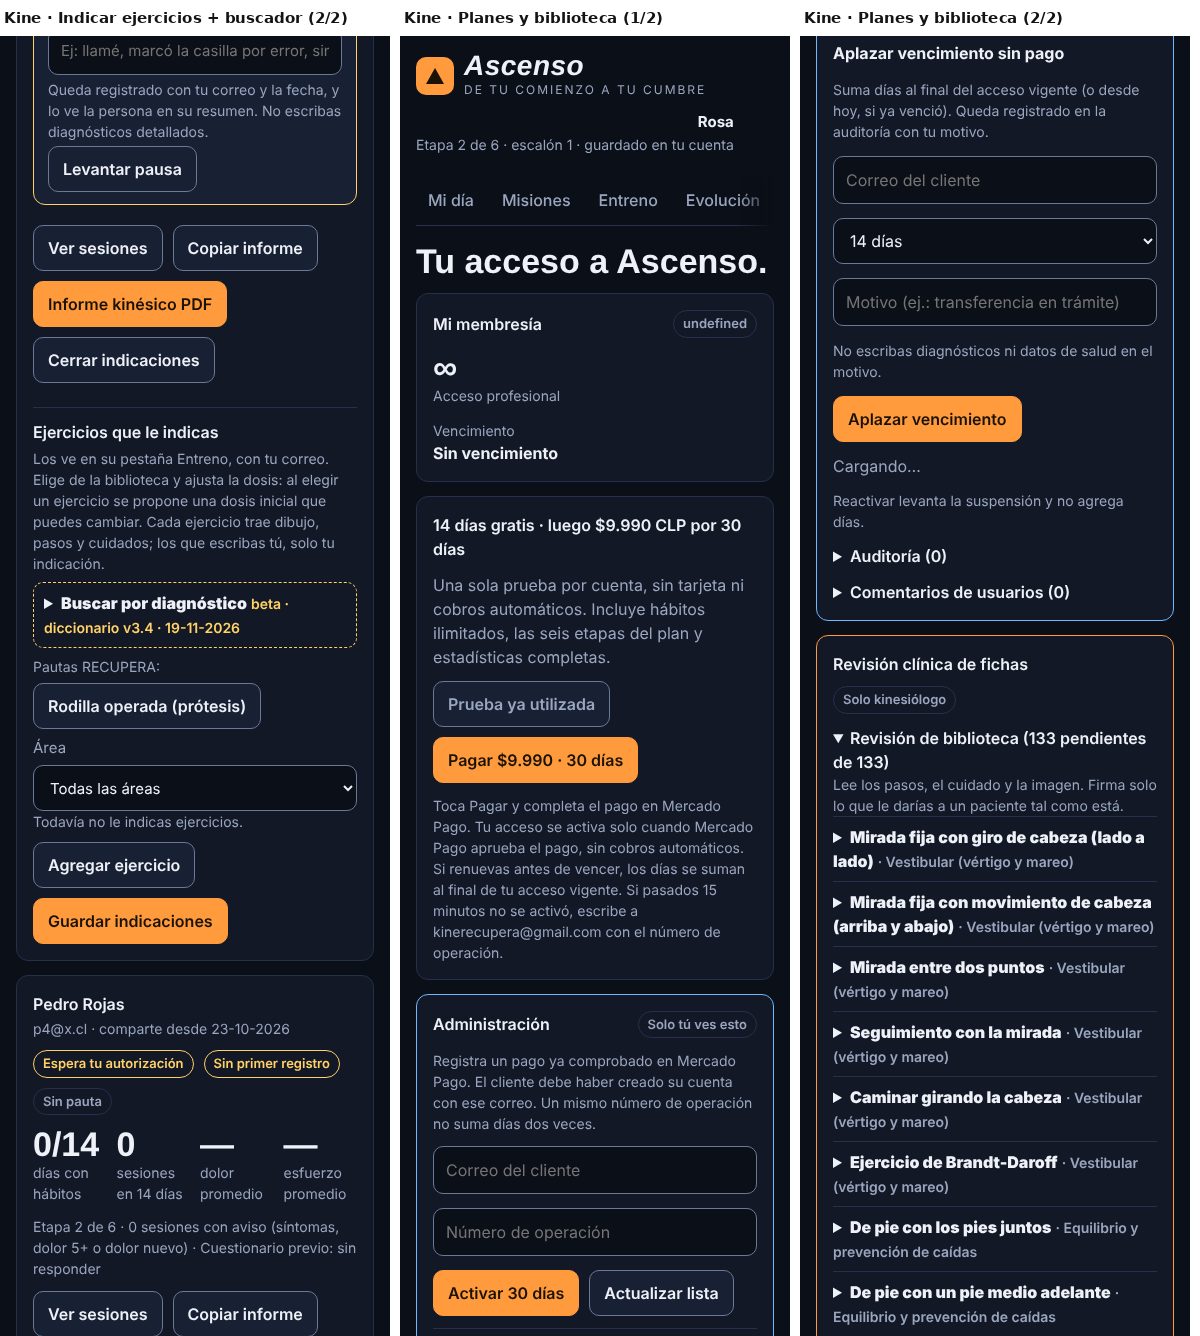 Kine · Indicar ejercicios + buscador (2/2)
Ej: llamé, marcó la casilla por error, sir
Queda registrado con tu correo y la fecha, y
lo ve la persona en su resumen. No escribas
diagnósticos detallados.
Levantar pausa
Ver sesiones
Copiar informe
Informe kinésico PDF
Cerrar indicaciones
Ejercicios que le indicas
Los ve en su pestaña Entreno, con tu correo.
Elige de la biblioteca y ajusta la dosis: al elegir
un ejercicio se propone una dosis inicial que
puedes cambiar. Cada ejercicio trae dibujo,
pasos y cuidados; los que escribas tú, solo tu
indicación.
Buscar por diagnóstico beta ·
diccionario v3.4 · 19-11-2026
Pautas RECUPERA:
Rodilla operada (prótesis)
Área
Todas las áreas
Todavía no le indicas ejercicios.
Agregar ejercicio
Guardar indicaciones
Pedro Rojas
p4@x.cl · comparte desde 23-10-2026
Espera tu autorización
Sin primer registro
Sin pauta
0/14 0 — —
días con sesiones dolor esfuerzo
hábitos en 14 días promedio promedio
Etapa 2 de 6 · 0 sesiones con aviso (síntomas,
dolor 5+ o dolor nuevo) · Cuestionario previo: sin
responder
Ver sesiones
Copiar informe
Kine · Planes y biblioteca (1/2)
Ascenso
DE TU COMIENZO A TU CUMBRE
Rosa
Etapa 2 de 6 · escalón 1 · guardado en tu cuenta
Mi día Misiones Entreno Evolución
Tu acceso a Ascenso.
Mi membresía
undefined
∞
Acceso profesional
Vencimiento
Sin vencimiento
14 días gratis · luego $9.990 CLP por 30
días
Una sola prueba por cuenta, sin tarjeta ni
cobros automáticos. Incluye hábitos
ilimitados, las seis etapas del plan y
estadísticas completas.
Prueba ya utilizada
Pagar $9.990 · 30 días
Toca Pagar y completa el pago en Mercado
Pago. Tu acceso se activa solo cuando Mercado
Pago aprueba el pago, sin cobros automáticos.
Si renuevas antes de vencer, los días se suman
al final de tu acceso vigente. Si pasados 15
minutos no se activó, escribe a
kinerecupera@gmail.com con el número de
operación.
Administración
Solo tú ves esto
Registra un pago ya comprobado en Mercado
Pago. El cliente debe haber creado su cuenta
con ese correo. Un mismo número de operación
no suma días dos veces.
Correo del cliente
Número de operación
Activar 30 días
Actualizar lista
Kine · Planes y biblioteca (2/2)
Aplazar vencimiento sin pago
Suma días al final del acceso vigente (o desde
hoy, si ya venció). Queda registrado en la
auditoría con tu motivo.
Correo del cliente
14 días
Motivo (ej.: transferencia en trámite)
No escribas diagnósticos ni datos de salud en el
motivo.
Aplazar vencimiento
Cargando...
Reactivar levanta la suspensión y no agrega
días.
Auditoría (0)
Comentarios de usuarios (0)
Revisión clínica de fichas
Solo kinesiólogo
Revisión de biblioteca (133 pendientes
de 133)
Lee los pasos, el cuidado y la imagen. Firma solo
lo que le darías a un paciente tal como está.
Mirada fija con giro de cabeza (lado a
lado) · Vestibular (vértigo y mareo)
Mirada fija con movimiento de cabeza
(arriba y abajo) · Vestibular (vértigo y mareo)
Mirada entre dos puntos · Vestibular
(vértigo y mareo)
Seguimiento con la mirada · Vestibular
(vértigo y mareo)
Caminar girando la cabeza · Vestibular
(vértigo y mareo)
Ejercicio de Brandt-Daroff · Vestibular
(vértigo y mareo)
De pie con los pies juntos · Equilibrio y
prevención de caídas
De pie con un pie medio adelante ·
Equilibrio y prevención de caídas